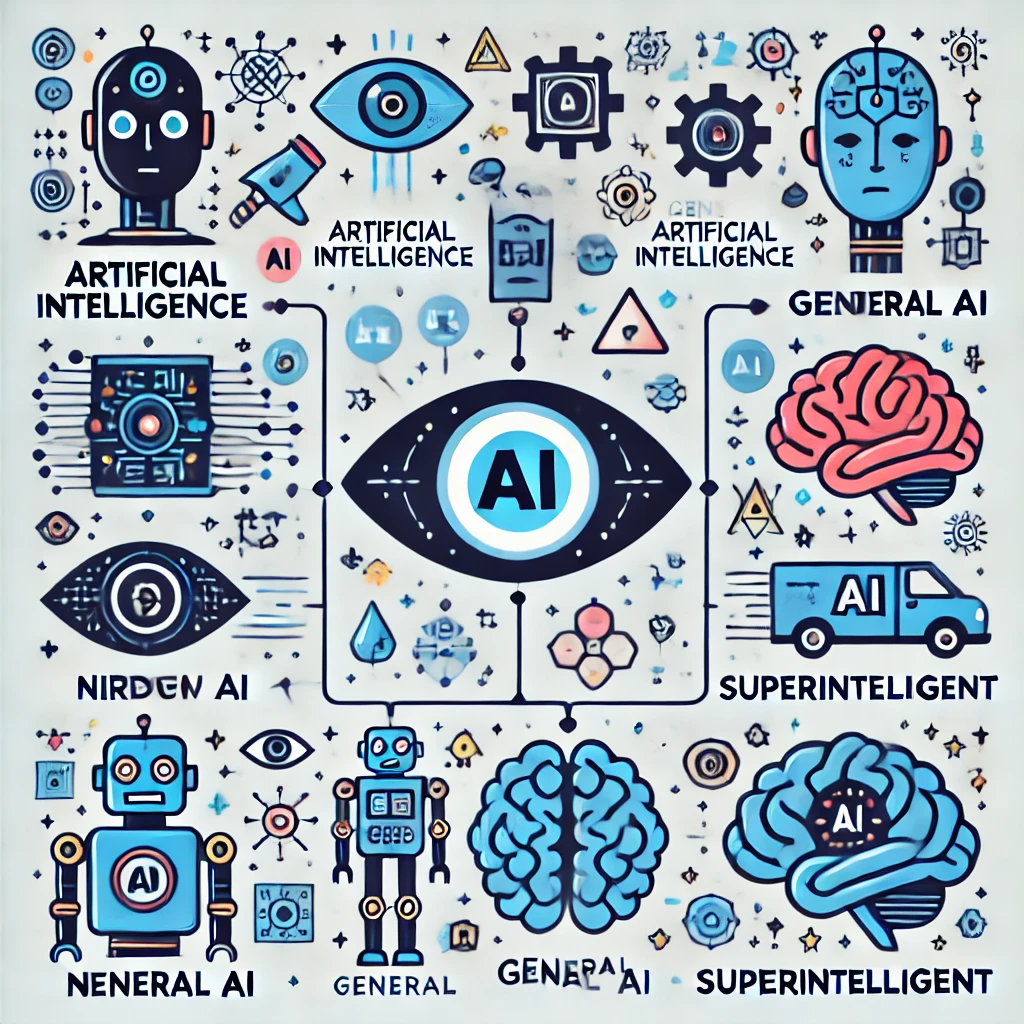 ARTIFICIAL
INTELLIGENCE
ARTIFICIAL
INTELLIGENCE
AI
ARTIFICIAL
INTELLIGENCE
GENTERAL AI
AI
AI
AI
NIRDEN AI
SUPERINTELIGENT
AI
AI
NENERAL AI
GENERAL
GENERAL AI
SUPERINTELLIGENT